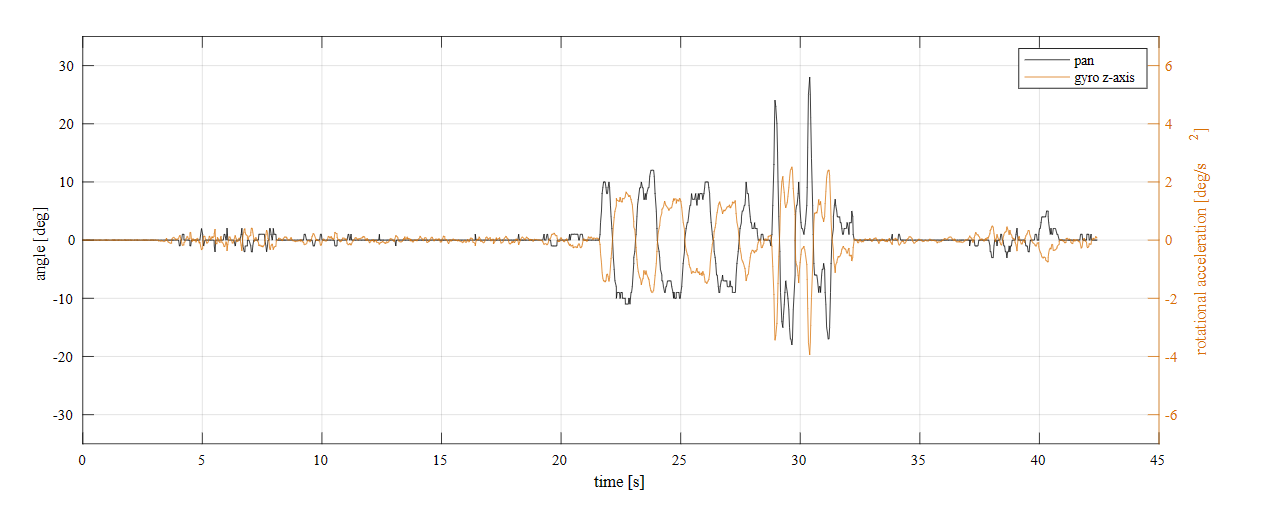 pan
gyro z-axis
30
20
10
0
-10
-20
-30
angle [deg]
6
4
2
0
-2
-4
-6
rotational acceleration [deg/s 2 ]
0 5 10 15 20 25 30 35 40 45
time [s]